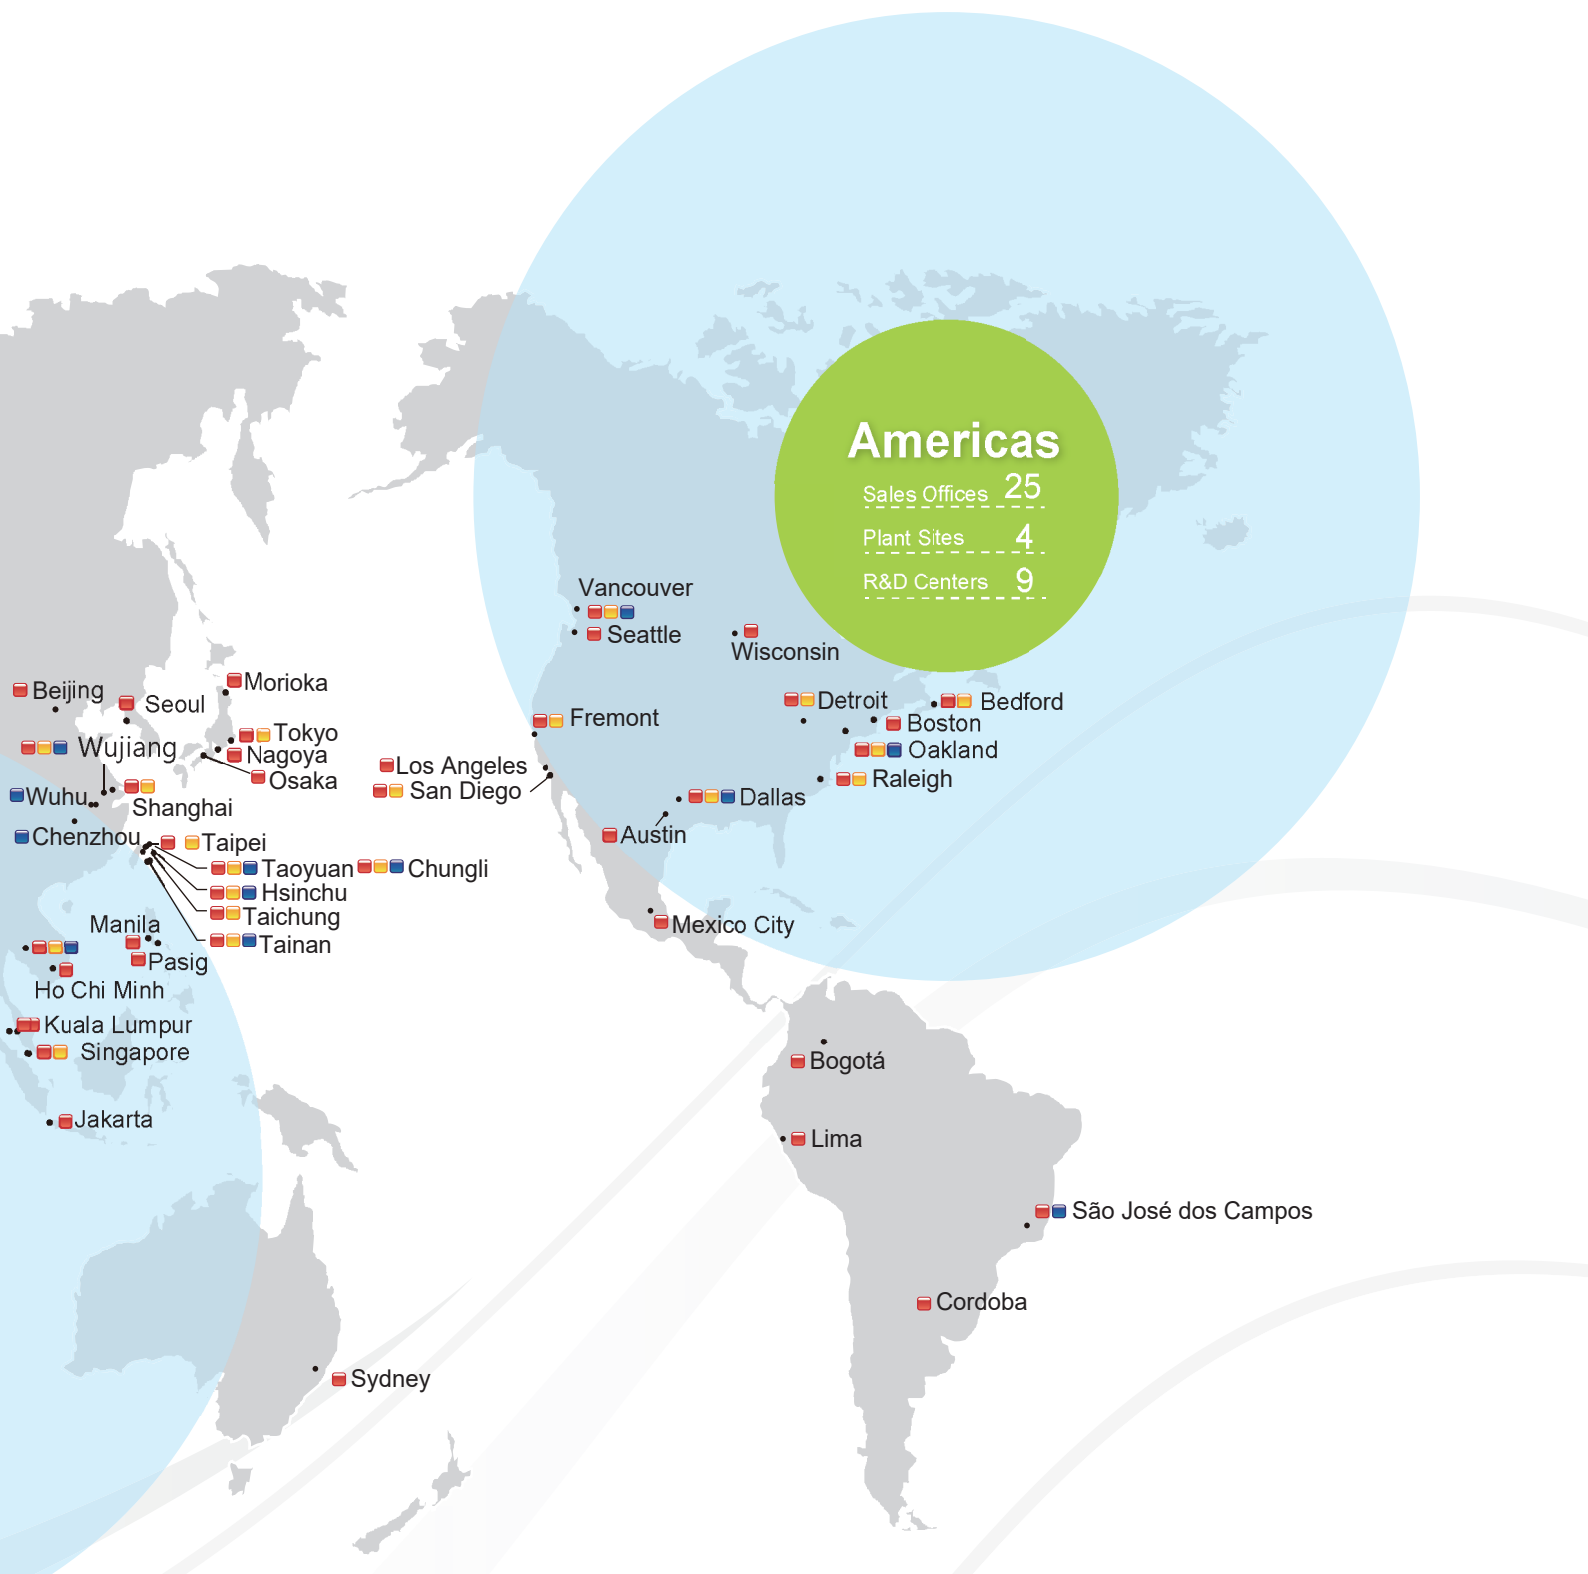 Americas
Sales Offices 25
Plant Sites 4
R&D Centers 9
Vancouver
Seattle
Wisconsin
Morioka
Beijing
Seoul
Detroit
Bedford
Fremont
Boston
Tokyo
Wujiang
Nagoya
Oakland
Los Angeles
Osaka
Raleigh
San Diego
Wuhu
Shanghai
Dallas
Chenzhou
Taipei
Austin
Taoyuan
Chungli
Hsinchu
Taichung
Manila
Mexico City
Tainan
Pasig
Ho Chi Minh
Kuala Lumpur
Singapore
Bogotá
Jakarta
Lima
São José dos Campos
Cordoba
Sydney